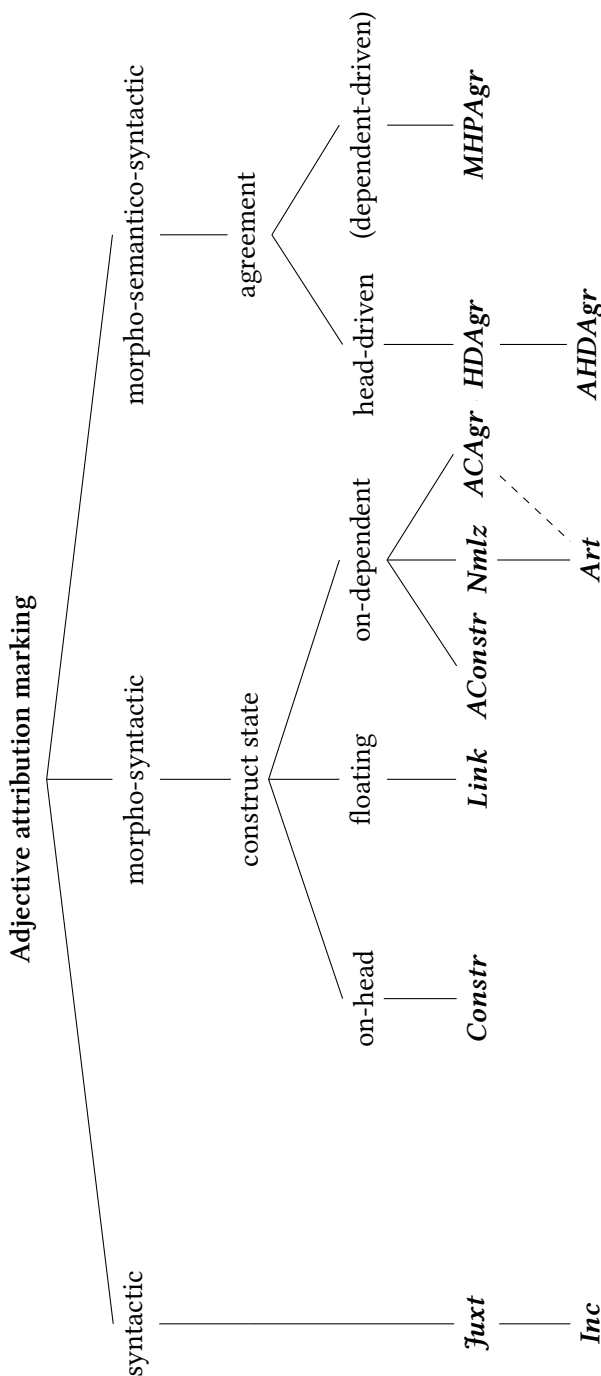 Adjective attribution marking
syntactic morpho-syntactic morpho-semantico-syntactic
construct state agreement
on-head floating on-dependent head-driven (dependent-driven)
Juxt Constr Link AConstr Nmlz ACAgr HDAgr MHPAgr
Inc Art AHDAgr